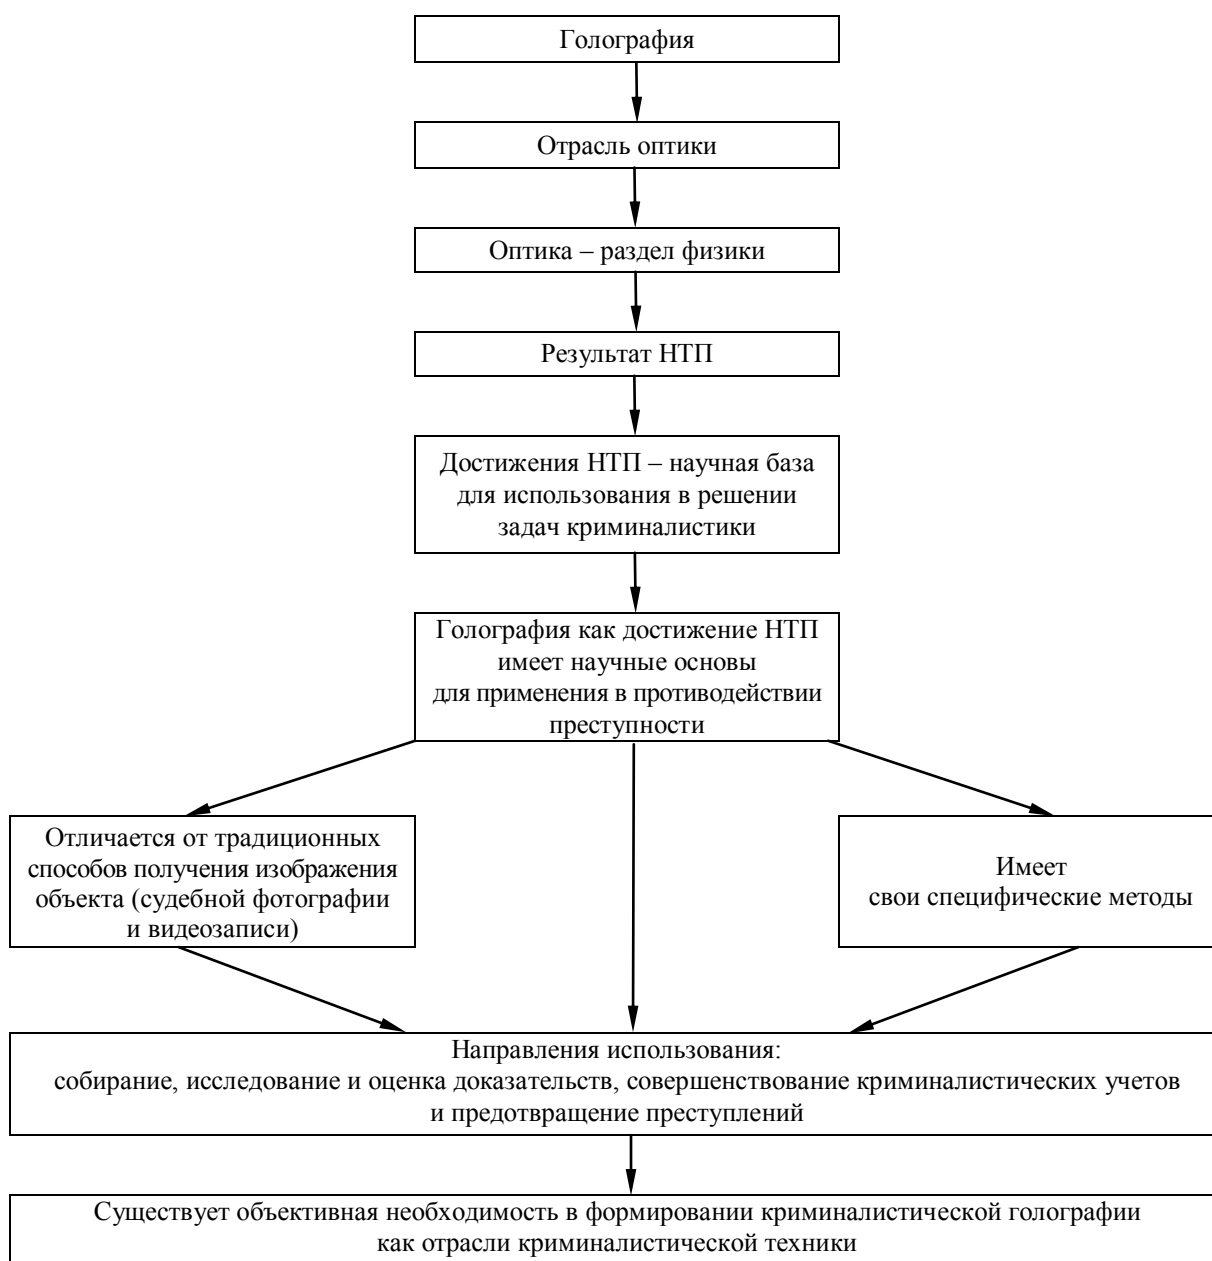 Голография
Отрасль оптики
Оптика – раздел физики
Результат НТП
Достижения НТП – научная база
для использования в решении
задач криминалистики
Голография как достижение НТП
имеет научные основы
для применения в противодействии
преступности
Отличается от традиционных
способов получения изображения
объекта (судебной фотографии
и видеозаписи)
Имеет
свои специфические методы
Направления использования:
собирание, исследование и оценка доказательств, совершенствование криминалистических учетов
и предотвращение преступлений
Существует объективная необходимость в формировании криминалистической голографии
как отрасли криминалистической техники